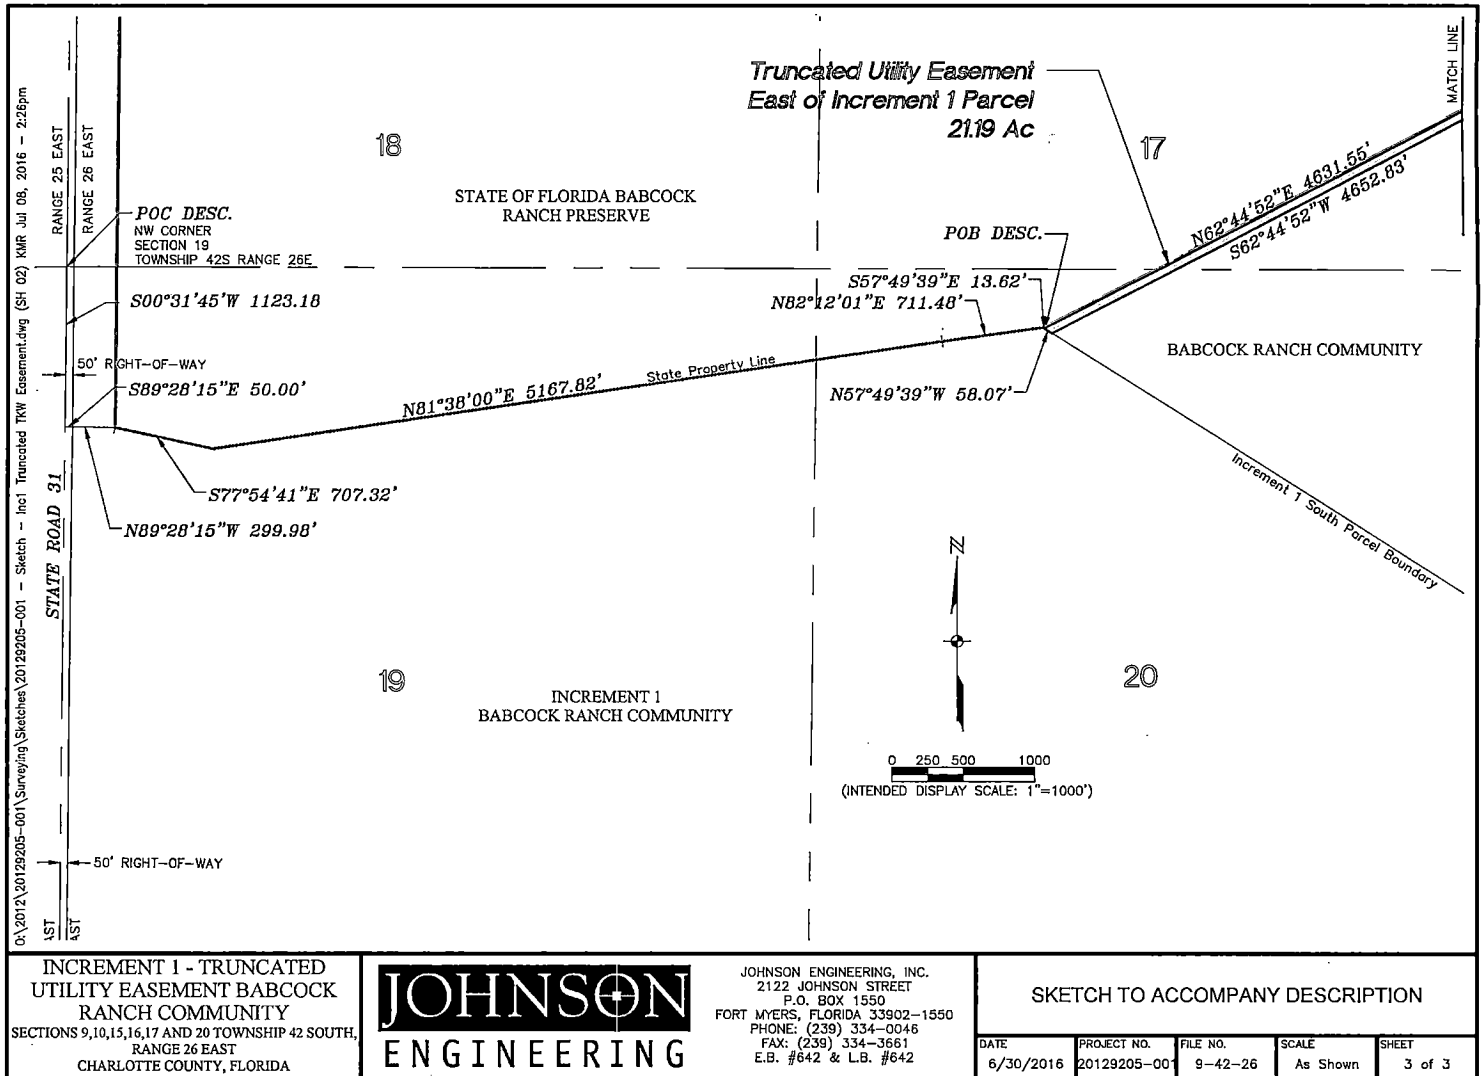 O:\2012\20129205-001\Surveying\Sketches\20129205-001 - Sketch - Inc1 Truncated TKW Easement.dwg (SH 02) KMR Jul 08, 2016 - 2:26pm
RANGE 25 EAST
RANGE 26 EAST
18
Truncated Utility Easement
East of Increment 1 Parcel
21.19 Ac
17
MATCH LINE
STATE OF FLORIDA BABCOCK
RANCH PRESERVE
N62°44'52"E 4631.55'
S62°44'52"W 4652.83'
POC DESC.
NW CORNER
SECTION 19
TOWNSHIP 42S RANGE 26E
POB DESC.
S57°49'39"E 13.62'
N82°12'01"E 711.48'
S00°31'45"W 1123.18
50' RIGHT-OF-WAY
S89°28'15"E 50.00'
N81°38'00"E 5167.82'
State Property Line
N57°49'39"W 58.07'
BABCOCK RANCH COMMUNITY
Increment 1 South Parcel Boundary
S77°54'41"E 707.32'
N89°28'15"W 299.98'
STATE ROAD 31
N
19
20
INCREMENT 1
BABCOCK RANCH COMMUNITY
0 250 500 1000
(INTENDED DISPLAY SCALE: 1"=1000')
50' RIGHT-OF-WAY
AST
AST
INCREMENT 1 - TRUNCATED
UTILITY EASEMENT BABCOCK
RANCH COMMUNITY
SECTIONS 9,10,15,16,17 AND 20 TOWNSHIP 42 SOUTH,
RANGE 26 EAST
CHARLOTTE COUNTY, FLORIDA
JOHNSON
ENGINEERING
JOHNSON ENGINEERING, INC.
2122 JOHNSON STREET
P.O. BOX 1550
FORT MYERS, FLORIDA 33902-1550
PHONE: (239) 334-0046
FAX: (239) 334-3661
E.B. #642 & L.B. #642
SKETCH TO ACCOMPANY DESCRIPTION
DATE
6/30/2016
PROJECT NO.
20129205-001
FILE NO.
9-42-26
SCALE
As Shown
SHEET
3 of 3